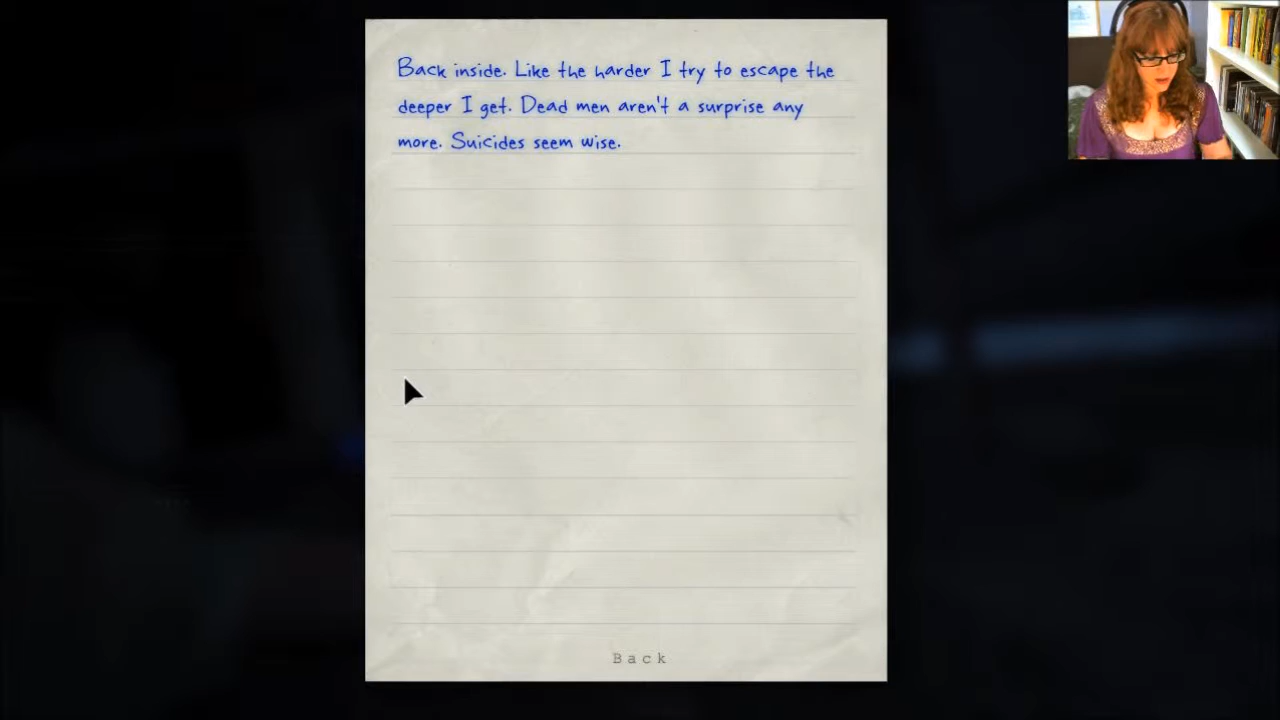 Back inside. Like the harder I try to escape the
deeper I get. Dead men aren't a surprise any
more. Suicides seem wise.
Back